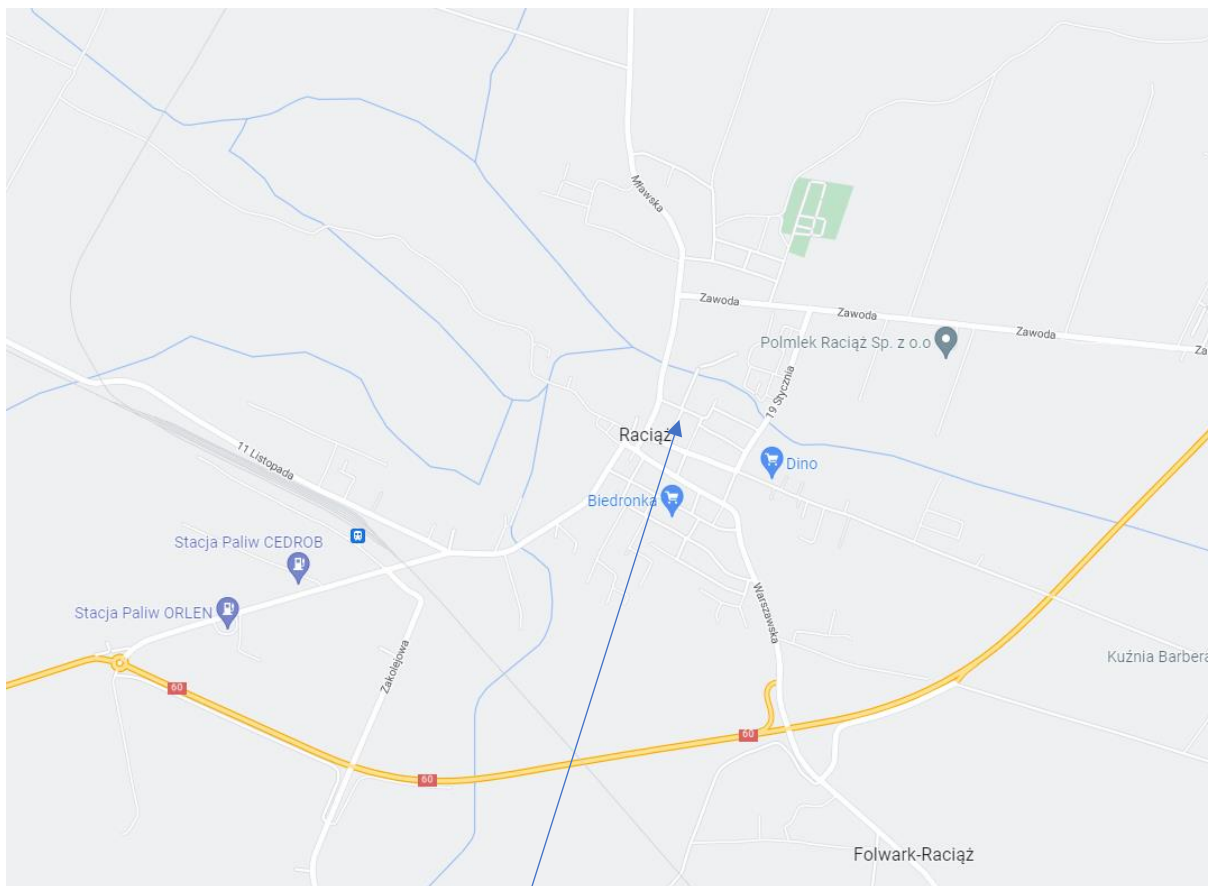 Mławska
Zawoda
Zawoda
Zawoda
Za
Polmlek Raciąż Sp. z o.o
19 Stycznia
Raciąż
11 Listopada
Dino
Biedronka
Stacja Paliw CEDROB
Stacja Paliw ORLEN
Warszawska
Zakolejowa
Kuźnia Barbera
60
60
60
Folwark-Raciąż